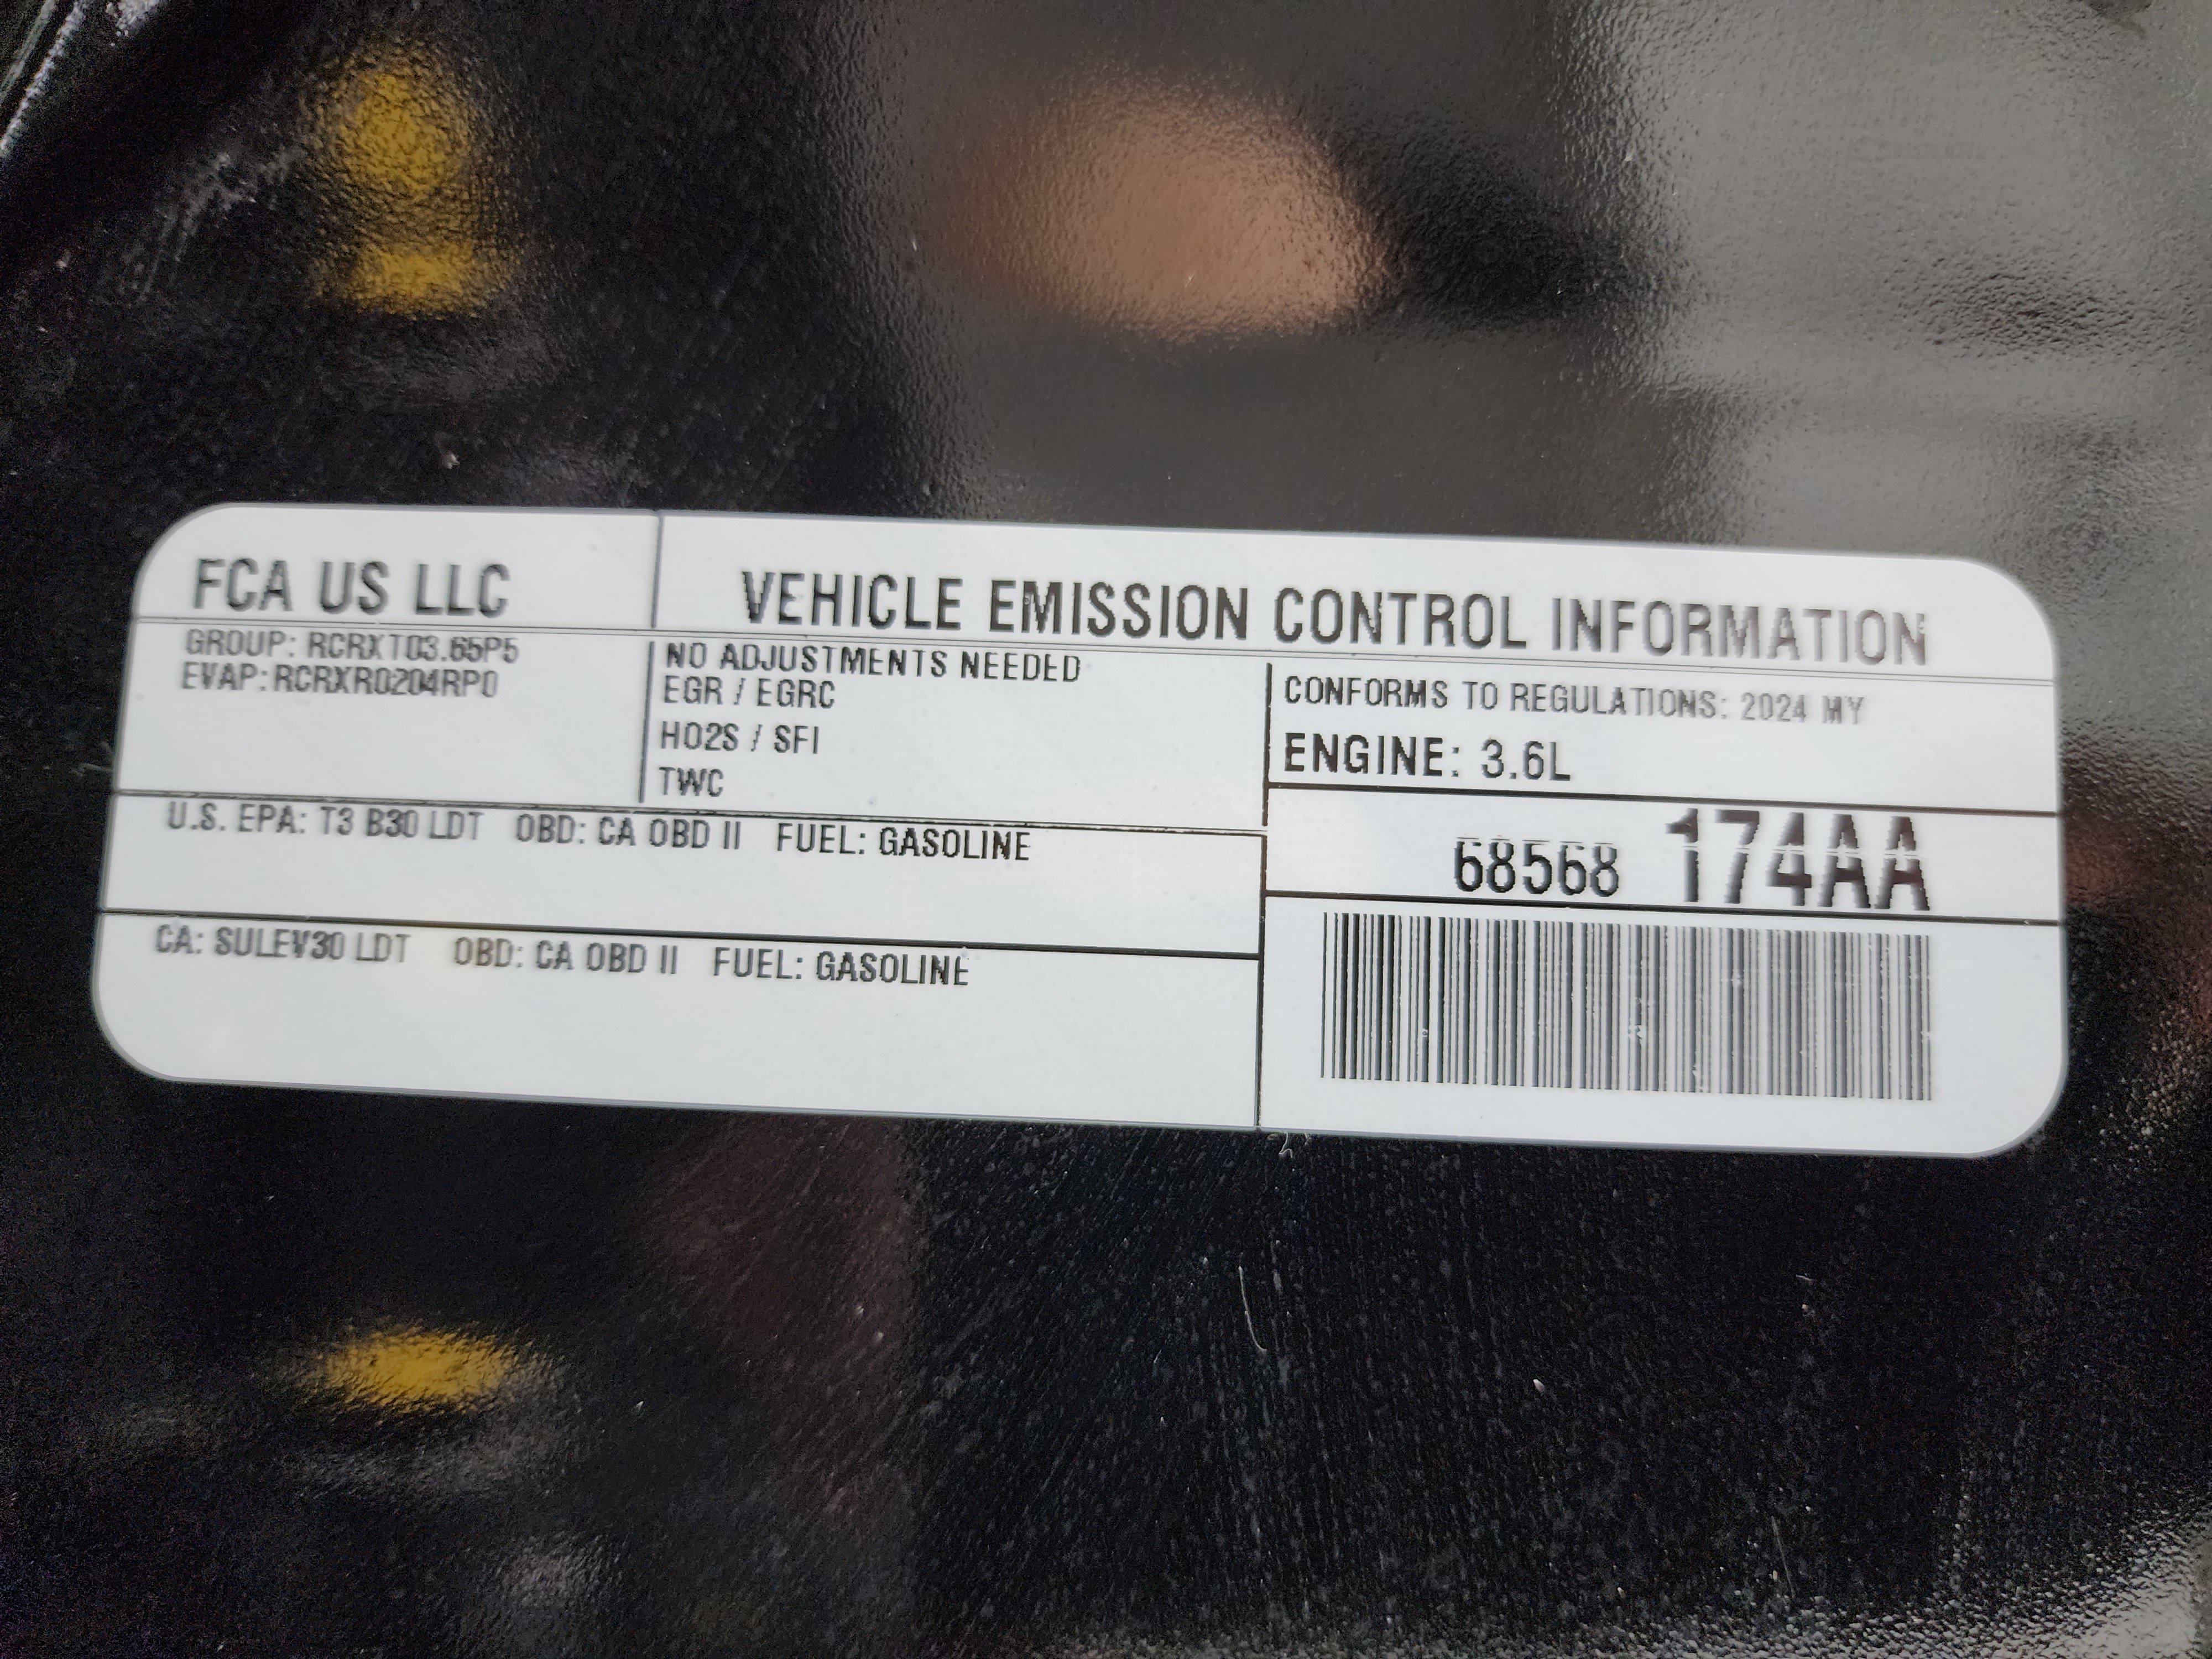 FCA US LLC
VEHICLE EMISSION CONTROL INFORMATION
GROUP: RCRXT03.65P5
EVAP:RCRXR0204RP0
NO ADJUSTMENTS NEEDED
EGR / EGRC
HO2S / SFI
TWC
CONFORMS TO REGULATIONS: 2024 MY
ENGINE: 3.6L
U.S. EPA: T3 B30 LDT OBD: CA OBD II FUEL: GASOLINE
68568 174AA
CA: SULEV30 LDT OBD: CA OBD II FUEL: GASOLINE